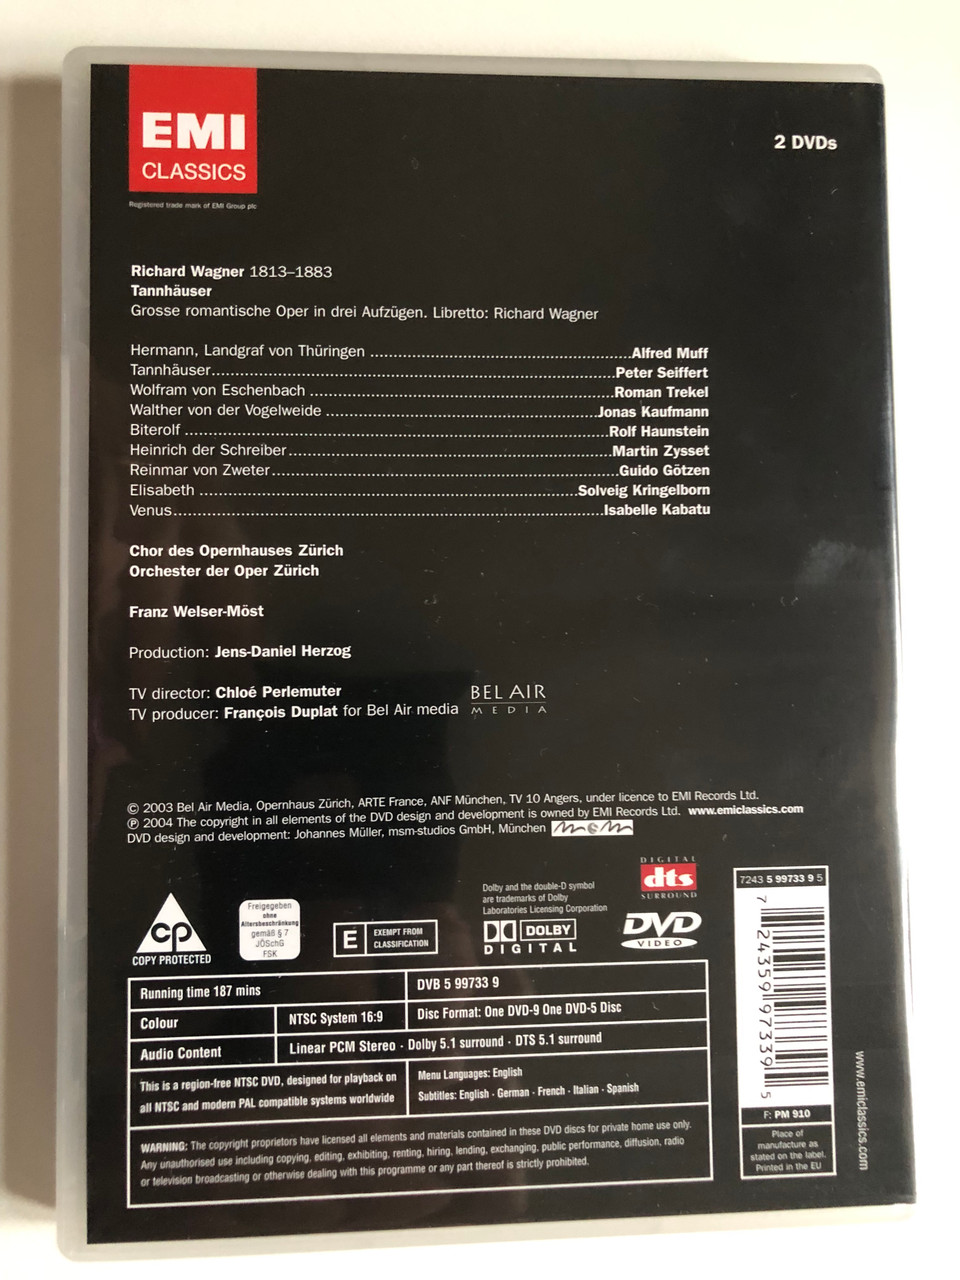 EMI
CLASSICS
Registered trade mark of EMI Group plc
2 DVDs
Richard Wagner 1813–1883
Tannhäuser
Grosse romantische Oper in drei Aufzügen. Libretto: Richard Wagner
Hermann, Landgraf von Thüringen ........ Alfred Muff
Tannhäuser ........ Peter Seiffert
Wolfram von Eschenbach ........ Roman Trekel
Walther von der Vogelweide ........ Jonas Kaufmann
Biterolf ........ Rolf Haunstein
Heinrich der Schreiber ........ Martin Zysset
Reinmar von Zweter ........ Guido Götzen
Elisabeth ........ Solveig Kringelborn
Venus ........ Isabelle Kabatu
Chor des Opernhauses Zürich
Orchester der Oper Zürich
Franz Welser-Möst
Production: Jens-Daniel Herzog
TV director: Chloé Perlemuter
TV producer: François Duplat for Bel Air media
BEL AIR
MEDIA
© 2003 Bel Air Media, Opernhaus Zürich, ARTE France, ANF München, TV 10 Angers, under licence to EMI Records Ltd.
℗ 2004 The copyright in all elements of the DVD design and development is owned by EMI Records Ltd. www.emiclassics.com
DVD design and development: Johannes Müller, msm-studios GmbH, München msm
cp
COPY PROTECTED
Freigegeben
ohne
Altersbeschränkung
gemäß § 7
JÖSchG
FSK
E EXEMPT FROM
CLASSIFICATION
Dolby and the double-D symbol
are trademarks of Dolby
Laboratories Licensing Corporation
DOLBY
DIGITAL
DIGITAL
dts
SURROUND
DVD
VIDEO
7243 5 99733 9 5
7 24359 97339 5
F: PM 910
Place of
manufacture as
stated on the label.
Printed in the EU
www.emiclassics.com
Running time 187 mins
DVB 5 99733 9
Colour
NTSC System 16:9
Disc Format: One DVD-9 One DVD-5 Disc
Audio Content
Linear PCM Stereo · Dolby 5.1 surround · DTS 5.1 surround
This is a region-free NTSC DVD, designed for playback on
all NTSC and modern PAL compatible systems worldwide
Menu Languages: English
Subtitles: English · German · French · Italian · Spanish
WARNING: The copyright proprietors have licensed all elements and materials contained in these DVD discs for private home use only.
Any unauthorised use including copying, editing, exhibiting, renting, hiring, lending, exchanging, public performance, diffusion, radio
or television broadcasting or otherwise dealing with this programme or any part thereof is strictly prohibited.